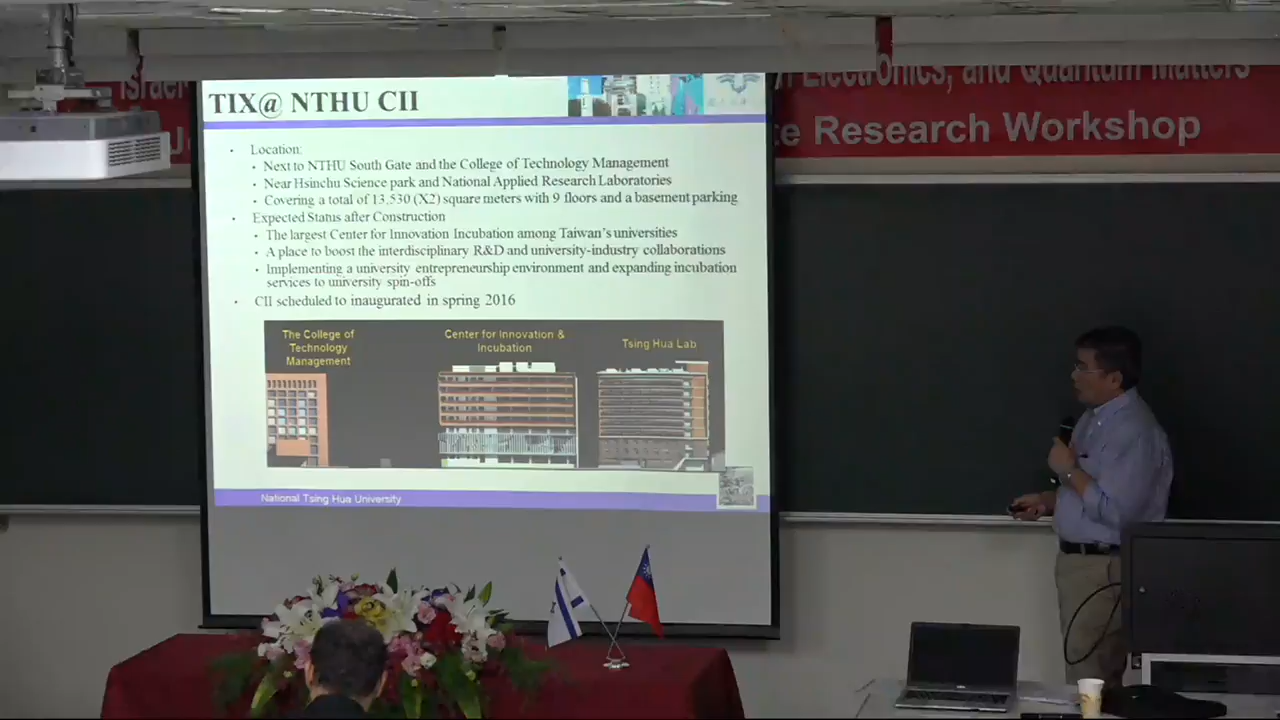 Israel
Electronics, and Quantum Matters
Research Workshop
TIX@ NTHU CII
• Location:
• Next to NTHU South Gate and the College of Technology Management
• Near Hsinchu Science park and National Applied Research Laboratories
• Covering a total of 13,530 (X2) square meters with 9 floors and a basement parking
• Expected Status after Construction
• The largest Center for Innovation Incubation among Taiwan's universities
• A place to boost the interdisciplinary R&D and university-industry collaborations
• Implementing a university entrepreneurship environment and expanding incubation
services to university spin-offs
• CII scheduled to inaugurated in spring 2016
The College of
Technology
Management
Center for Innovation &
Incubation
Tsing Hua Lab
National Tsing Hua University